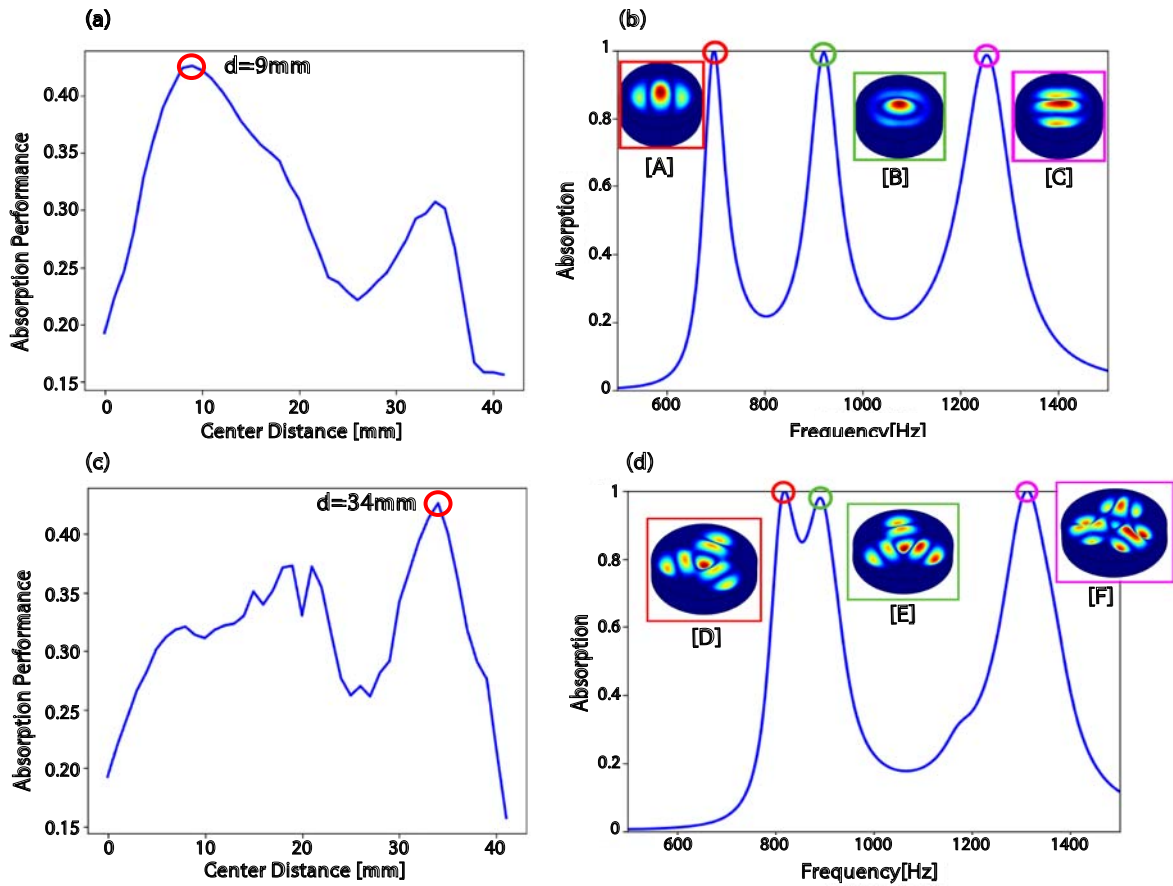 (a)
d=9mm
0.40
0.35
0.30
0.25
0.20
0.15
Absorption Performance
0 10 20 30 40
Center Distance [mm]
(b)
1
0.8
0.6
0.4
0.2
0
Absorption
[A]
[B]
[C]
600 800 1000 1200 1400
Frequency[Hz]
(c)
d=34mm
0.40
0.35
0.30
0.25
0.20
0.15
Absorption Performance
0 10 20 30 40
Center Distance [mm]
(d)
1
0.8
0.6
0.4
0.2
0
Absorption
[D]
[E]
[F]
600 800 1000 1200 1400
Frequency[Hz]